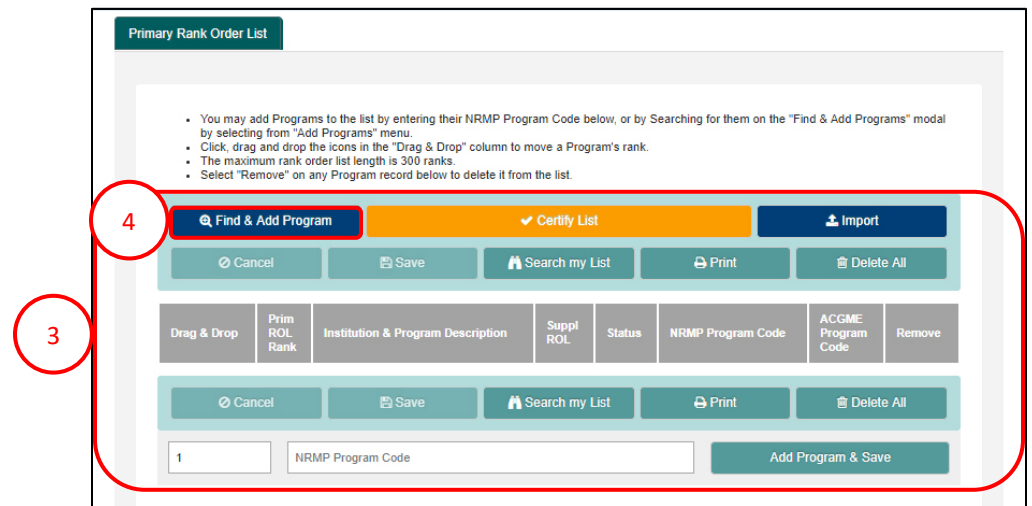 Primary Rank Order List
• You may add Programs to the list by entering their NRMP Program Code below, or by Searching for them on the "Find & Add Programs" modal
by selecting from "Add Programs" menu.
• Click, drag and drop the icons in the "Drag & Drop" column to move a Program's rank.
• The maximum rank order list length is 300 ranks.
• Select "Remove" on any Program record below to delete it from the list.
4 Find & Add Program Certify List Import
Cancel Save Search my List Print Delete All
3
Drag & Drop Prim ROL Rank Institution & Program Description Suppl ROL Status NRMP Program Code ACGME Program Code Remove
Cancel Save Search my List Print Delete All
1 NRMP Program Code Add Program & Save